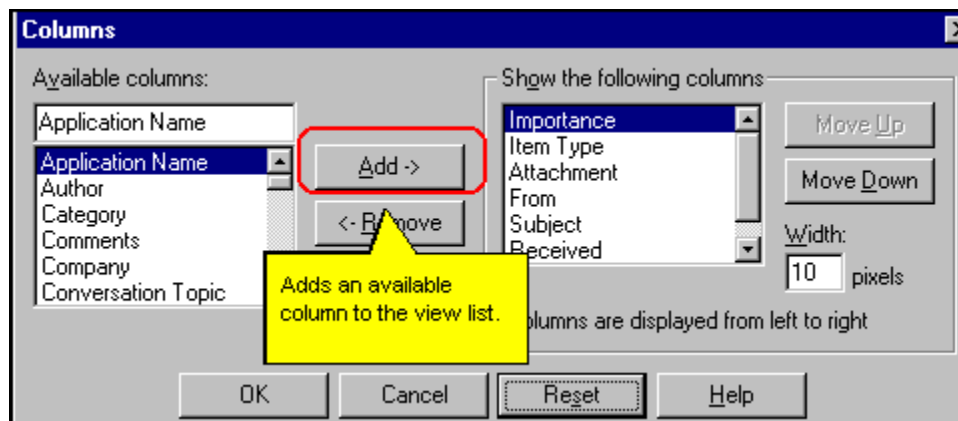 Columns
Available columns:
Application Name
Application Name
Author
Category
Comments
Company
Conversation Topic
Add ->
<- Remove
Adds an available
column to the view list.
Show the following columns
Importance
Item Type
Attachment
From
Subject
Received
Move Up
Move Down
Width:
10 pixels
olumns are displayed from left to right
OK
Cancel
Reset
Help